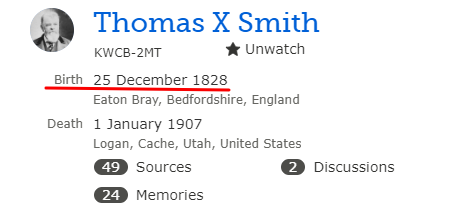 Thomas X Smith
KWCB-2MT ★ Unwatch
Birth 25 December 1828
Eaton Bray, Bedfordshire, England
Death 1 January 1907
Logan, Cache, Utah, United States
49 Sources 2 Discussions
24 Memories